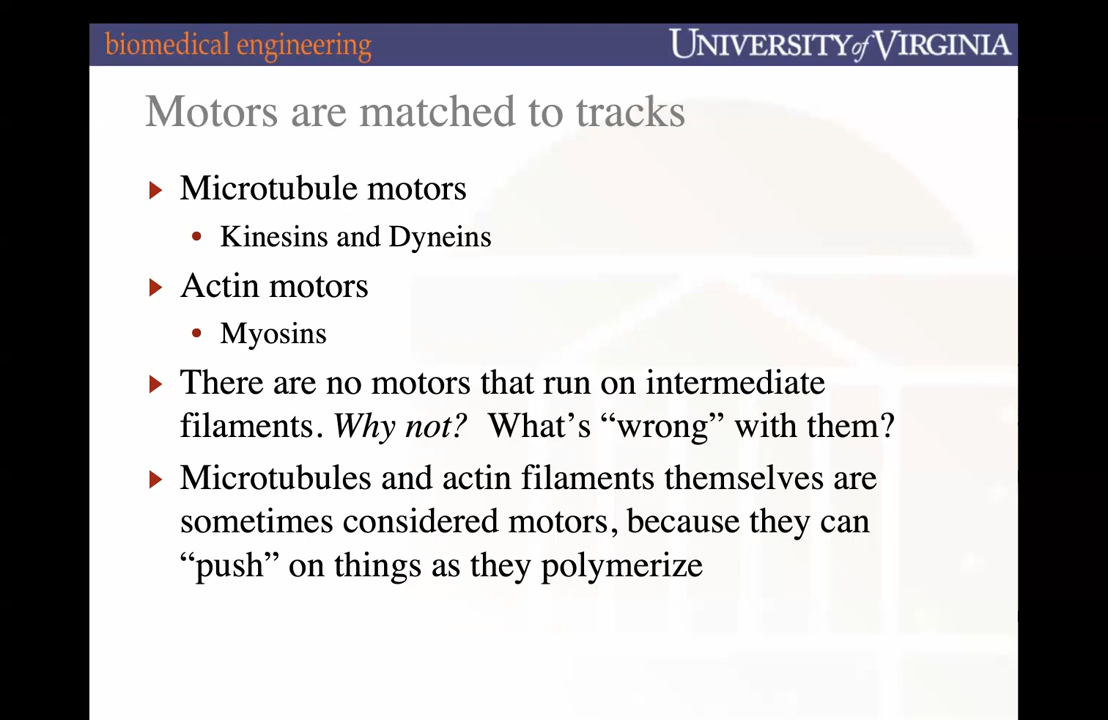 biomedical engineering
UNIVERSITY of VIRGINIA
Motors are matched to tracks
Microtubule motors
Kinesins and Dyneins
Actin motors
Myosins
There are no motors that run on intermediate
filaments. Why not? What’s “wrong” with them?
Microtubules and actin filaments themselves are
sometimes considered motors, because they can
“push” on things as they polymerize